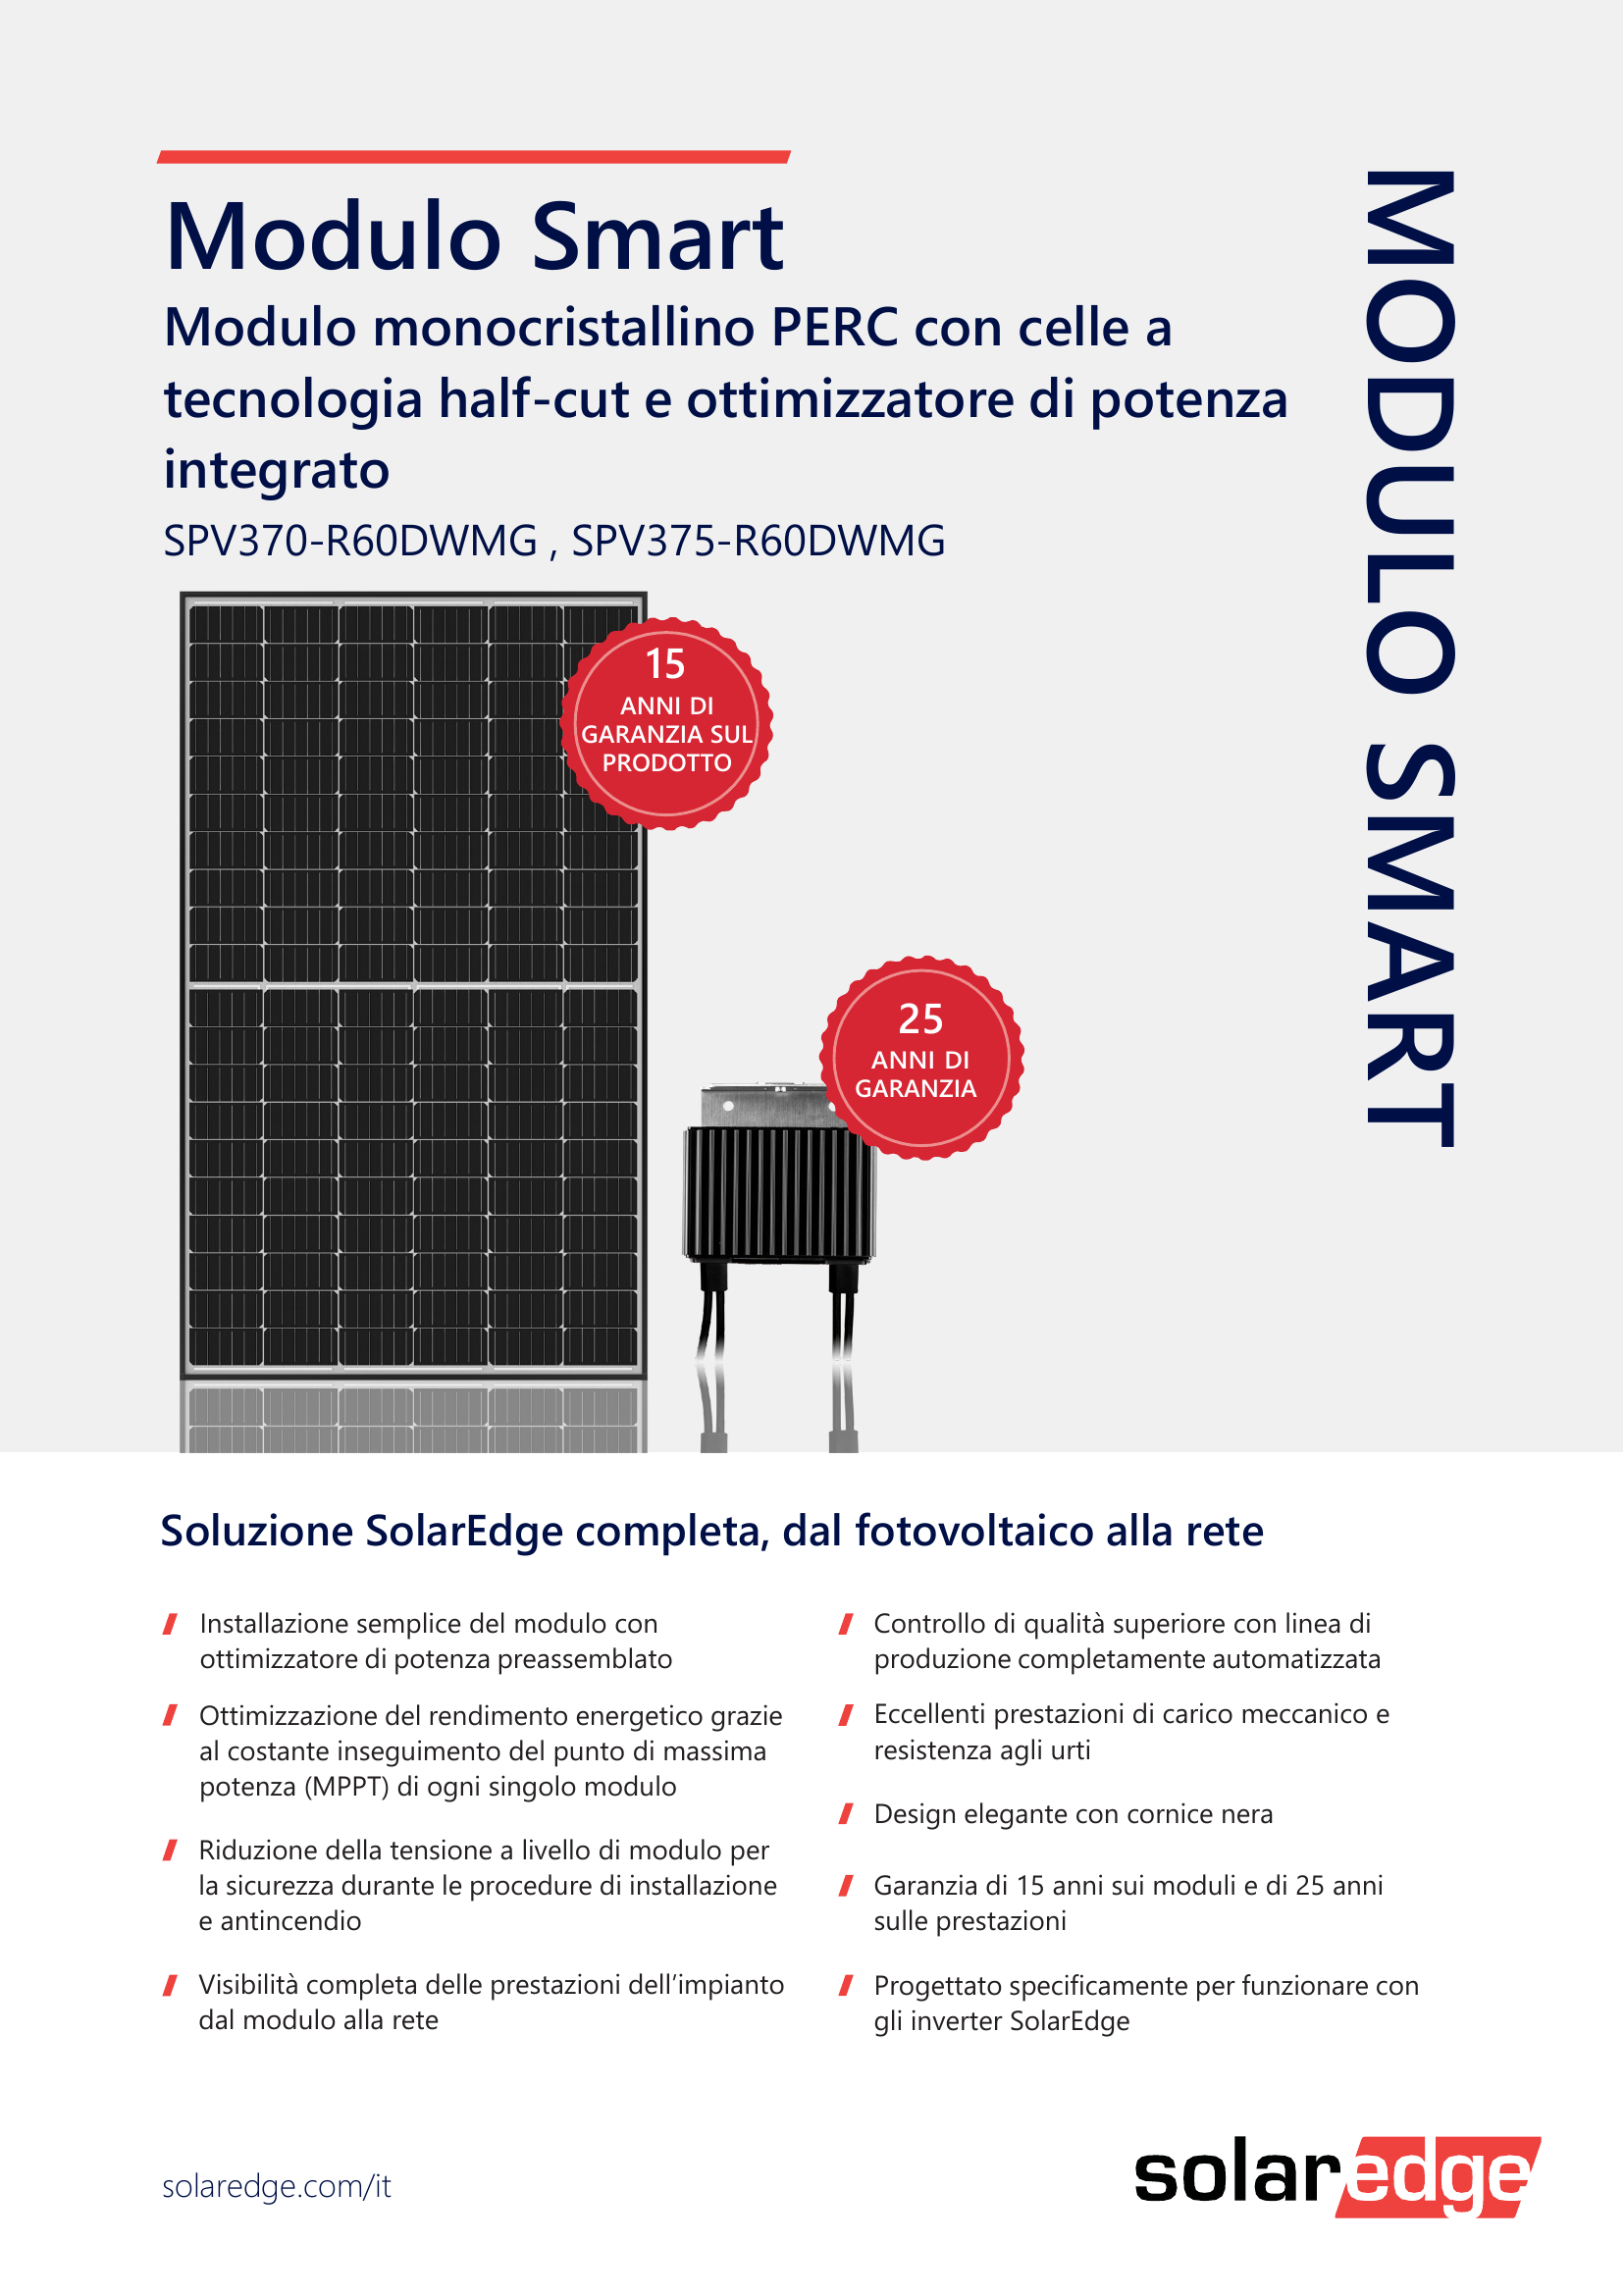 Modulo Smart
Modulo monocristallino PERC con celle a
tecnologia half-cut e ottimizzatore di potenza
integrato
SPV370-R60DWMG , SPV375-R60DWMG
MODULO SMART
15
ANNI DI
GARANZIA SUL
PRODOTTO
25
ANNI DI
GARANZIA
Soluzione SolarEdge completa, dal fotovoltaico alla rete
Installazione semplice del modulo con
ottimizzatore di potenza preassemblato
Ottimizzazione del rendimento energetico grazie
al costante inseguimento del punto di massima
potenza (MPPT) di ogni singolo modulo
Riduzione della tensione a livello di modulo per
la sicurezza durante le procedure di installazione
e antincendio
Visibilità completa delle prestazioni dell’impianto
dal modulo alla rete
Controllo di qualità superiore con linea di
produzione completamente automatizzata
Eccellenti prestazioni di carico meccanico e
resistenza agli urti
Design elegante con cornice nera
Garanzia di 15 anni sui moduli e di 25 anni
sulle prestazioni
Progettato specificamente per funzionare con
gli inverter SolarEdge
solaredge.com/it
solaredge